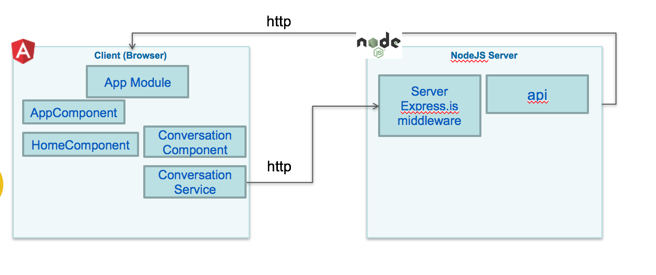 http
node
JS
A
Client (Browser)
NodeJS Server
App Module
AppComponent
HomeComponent
Conversation
Component
Conversation
Service
http
Server
Express.is
middleware
api